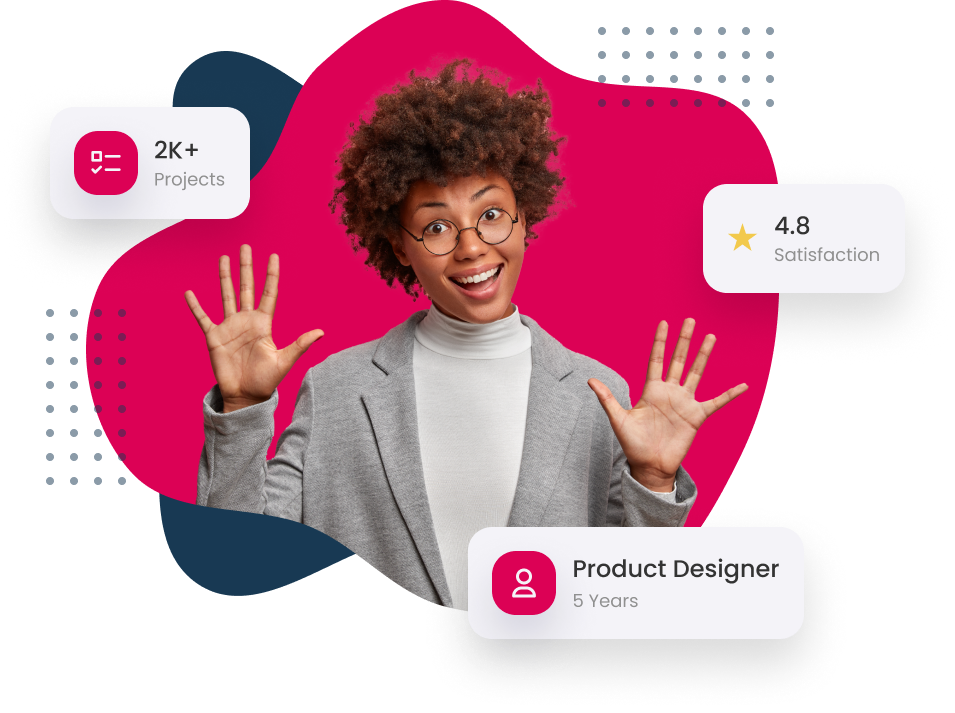 2K+
Projects
4.8
Satisfaction
Product Designer
5 Years